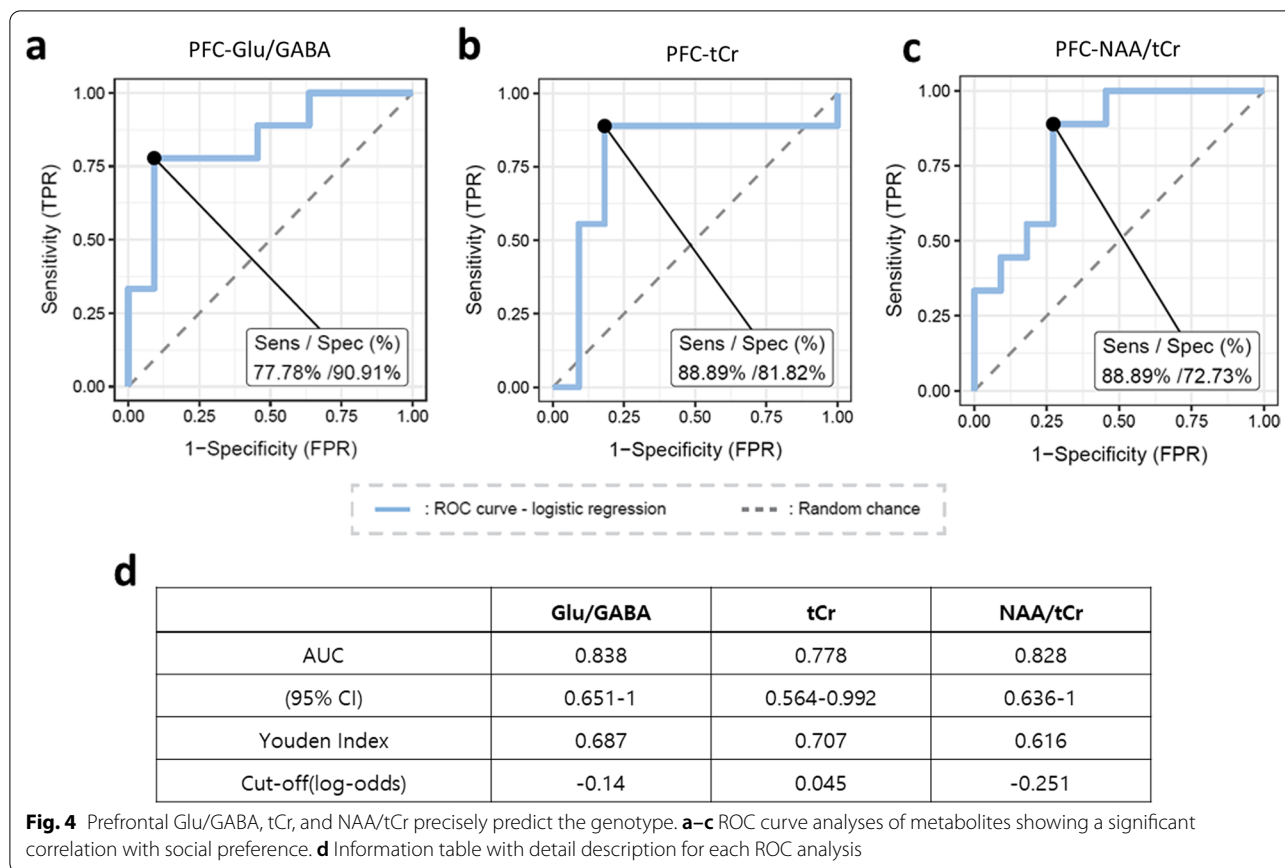 a
PFC-Glu/GABA
1.00
0.75
0.50
0.25
0.00
Sensitivity (TPR)
Sens / Spec (%)
77.78% /90.91%
0.00 0.25 0.50 0.75 1.00
1−Specificity (FPR)
b
PFC-tCr
1.00
0.75
0.50
0.25
0.00
Sensitivity (TPR)
Sens / Spec (%)
88.89% /81.82%
0.00 0.25 0.50 0.75 1.00
1−Specificity (FPR)
c
PFC-NAA/tCr
1.00
0.75
0.50
0.25
0.00
Sensitivity (TPR)
Sens / Spec (%)
88.89% /72.73%
0.00 0.25 0.50 0.75 1.00
1−Specificity (FPR)
: ROC curve - logistic regression : Random chance
d
Glu/GABA tCr NAA/tCr
AUC 0.838 0.778 0.828
(95% CI) 0.651-1 0.564-0.992 0.636-1
Youden Index 0.687 0.707 0.616
Cut-off(log-odds) -0.14 0.045 -0.251
Fig. 4 Prefrontal Glu/GABA, tCr, and NAA/tCr precisely predict the genotype. a–c ROC curve analyses of metabolites showing a significant
correlation with social preference. d Information table with detail description for each ROC analysis